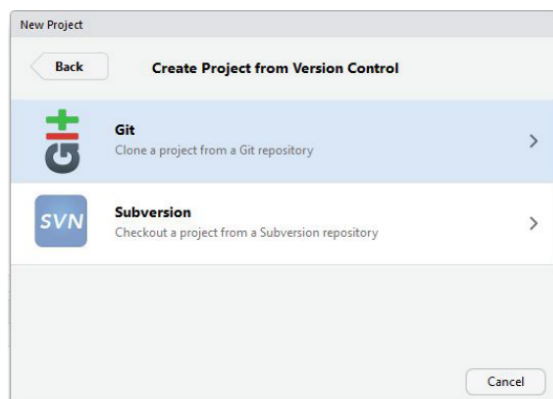 New Project
Back
Create Project from Version Control
git
Git
Clone a project from a Git repository
SVN
Subversion
Checkout a project from a Subversion repository
Cancel